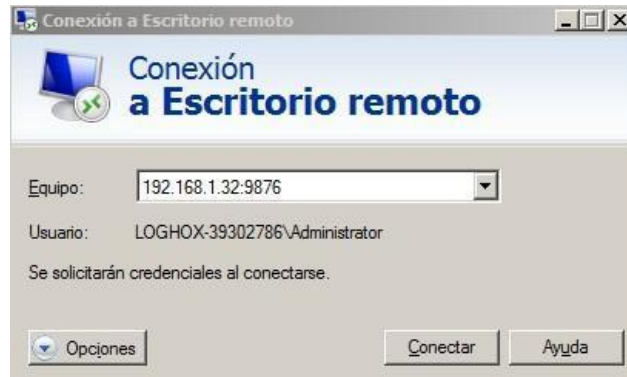 Conexión a Escritorio remoto
Conexión
a Escritorio remoto
Equipo: 192.168.1.32:9876
Usuario: LOGHOX-39302786\Administrator
Se solicitarán credenciales al conectarse.
Opciones Conectar Ayuda